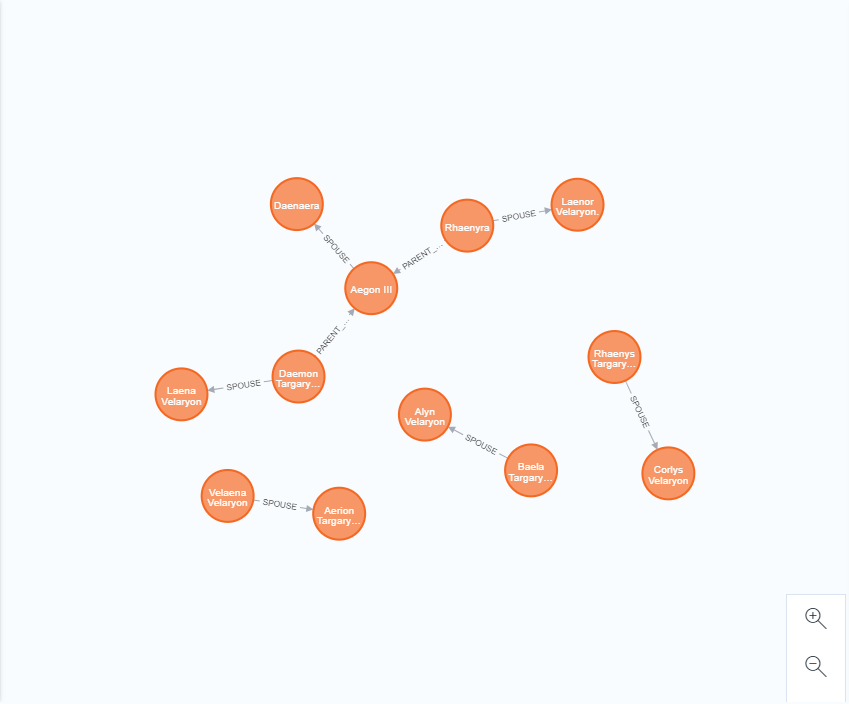 Daenaera
SPOUSE
Rhaenyra
SPOUSE
Laenor
Velaryon.
PARENT_...
Aegon III
PARENT_...
Laena
Velaryon
SPOUSE
Daemon
Targary...
Rhaenys
Targary...
SPOUSE
Corlys
Velaryon
Alyn
Velaryon
SPOUSE
Baela
Targary...
Velaena
Velaryon
SPOUSE
Aerion
Targary...